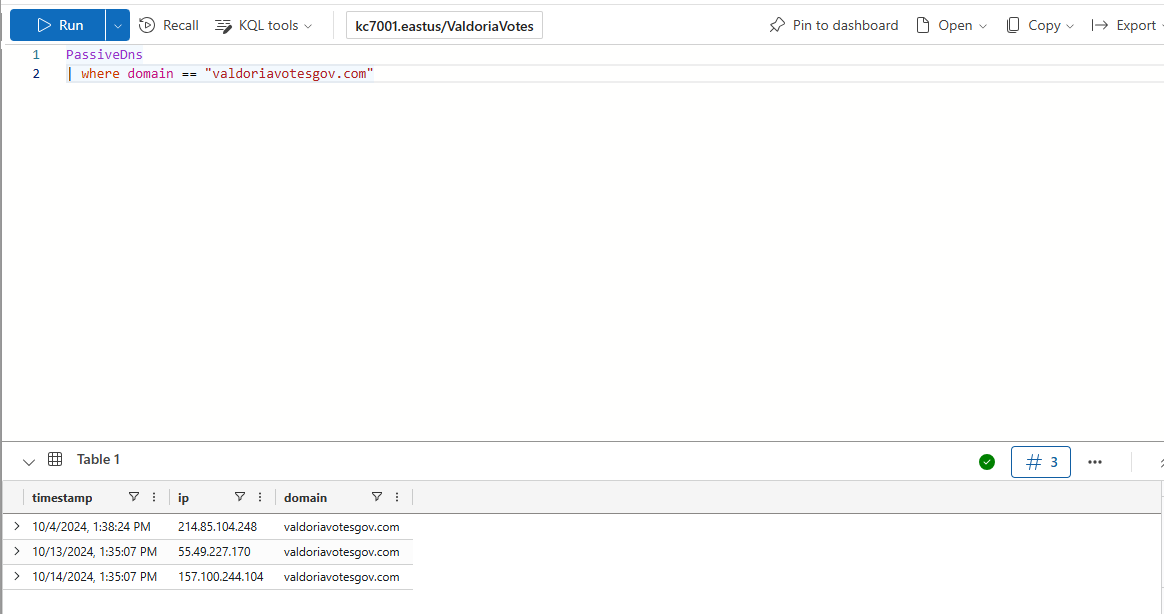 Run Recall KQL tools kc7001.eastus/ValdoriaVotes Pin to dashboard Open Copy Export
1 PassiveDns
2 | where domain == "valdoriavotesgov.com"
Table 1 # 3 •••
timestamp ip domain
10/4/2024, 1:38:24 PM 214.85.104.248 valdoriavotesgov.com
10/13/2024, 1:35:07 PM 55.49.227.170 valdoriavotesgov.com
10/14/2024, 1:35:07 PM 157.100.244.104 valdoriavotesgov.com